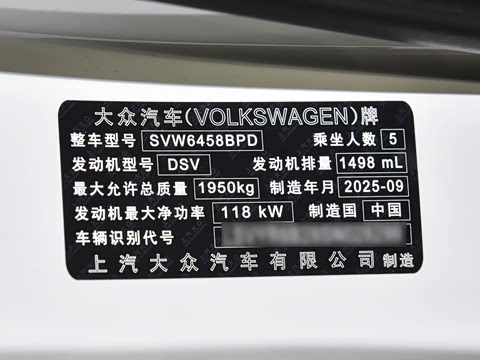 大众汽车(VOLKSWAGEN)牌
整车型号 SVW6458BPD 乘坐人数 5
发动机型号 DSV 发动机排量 1498 mL
最大允许总质量 1950kg 制造年月 2025-09
发动机最大净功率 118 kW 制造国 中国
车辆识别代号
上汽大众汽车有限公司 制造